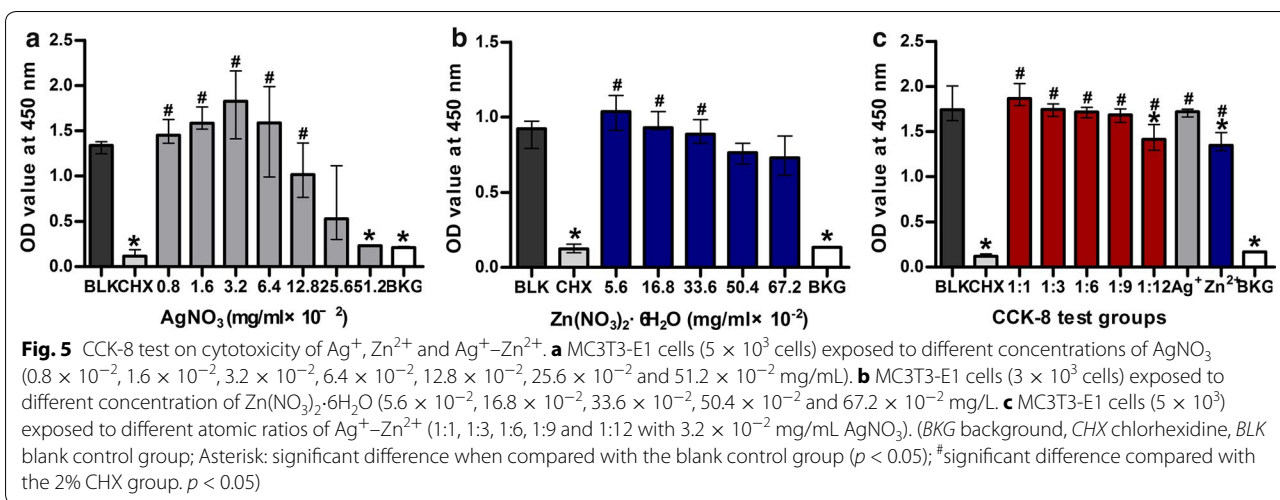 a
OD value at 450 nm
2.5
2.0
1.5
1.0
0.5
0.0
# # # # #
* * *
BLK CHX 0.8 1.6 3.2 6.4 12.8 25.6 51.2 BKG
AgNO₃ (mg/ml× 10⁻²)
b
OD value at 450 nm
1.5
1.0
0.5
0.0
# # #
* *
BLK CHX 5.6 16.8 33.6 50.4 67.2 BKG
Zn(NO₃)₂· 6H₂O (mg/ml× 10⁻²)
c
OD value at 450 nm
2.5
2.0
1.5
1.0
0.5
0.0
# # # # # # #
* * * *
BLK CHX 1:1 1:3 1:6 1:9 1:12 Ag⁺ Zn²⁺ BKG
CCK-8 test groups
Fig. 5 CCK-8 test on cytotoxicity of Ag⁺, Zn²⁺ and Ag⁺–Zn²⁺. a MC3T3-E1 cells (5 × 10³ cells) exposed to different concentrations of AgNO₃
(0.8 × 10⁻², 1.6 × 10⁻², 3.2 × 10⁻², 6.4 × 10⁻², 12.8 × 10⁻², 25.6 × 10⁻² and 51.2 × 10⁻² mg/mL). b MC3T3-E1 cells (3 × 10³ cells) exposed to
different concentration of Zn(NO₃)₂·6H₂O (5.6 × 10⁻², 16.8 × 10⁻², 33.6 × 10⁻², 50.4 × 10⁻² and 67.2 × 10⁻² mg/L. c MC3T3-E1 cells (5 × 10³)
exposed to different atomic ratios of Ag⁺–Zn²⁺ (1:1, 1:3, 1:6, 1:9 and 1:12 with 3.2 × 10⁻² mg/mL AgNO₃). (BKG background, CHX chlorhexidine, BLK
blank control group; Asterisk: significant difference when compared with the blank control group (p < 0.05); #significant difference compared with
the 2% CHX group. p < 0.05)